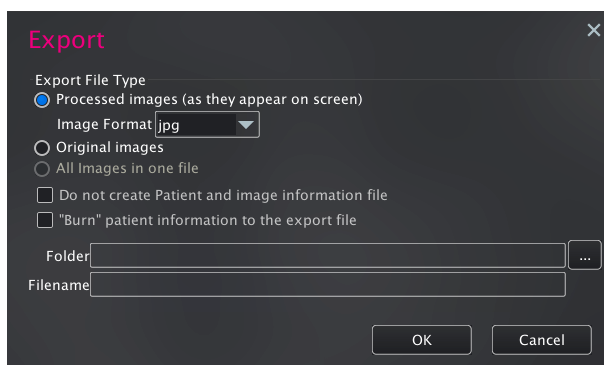 Export
Export File Type
Processed images (as they appear on screen)
Image Format jpg
Original images
All Images in one file
Do not create Patient and image information file
"Burn" patient information to the export file
Folder ...
Filename
OK Cancel